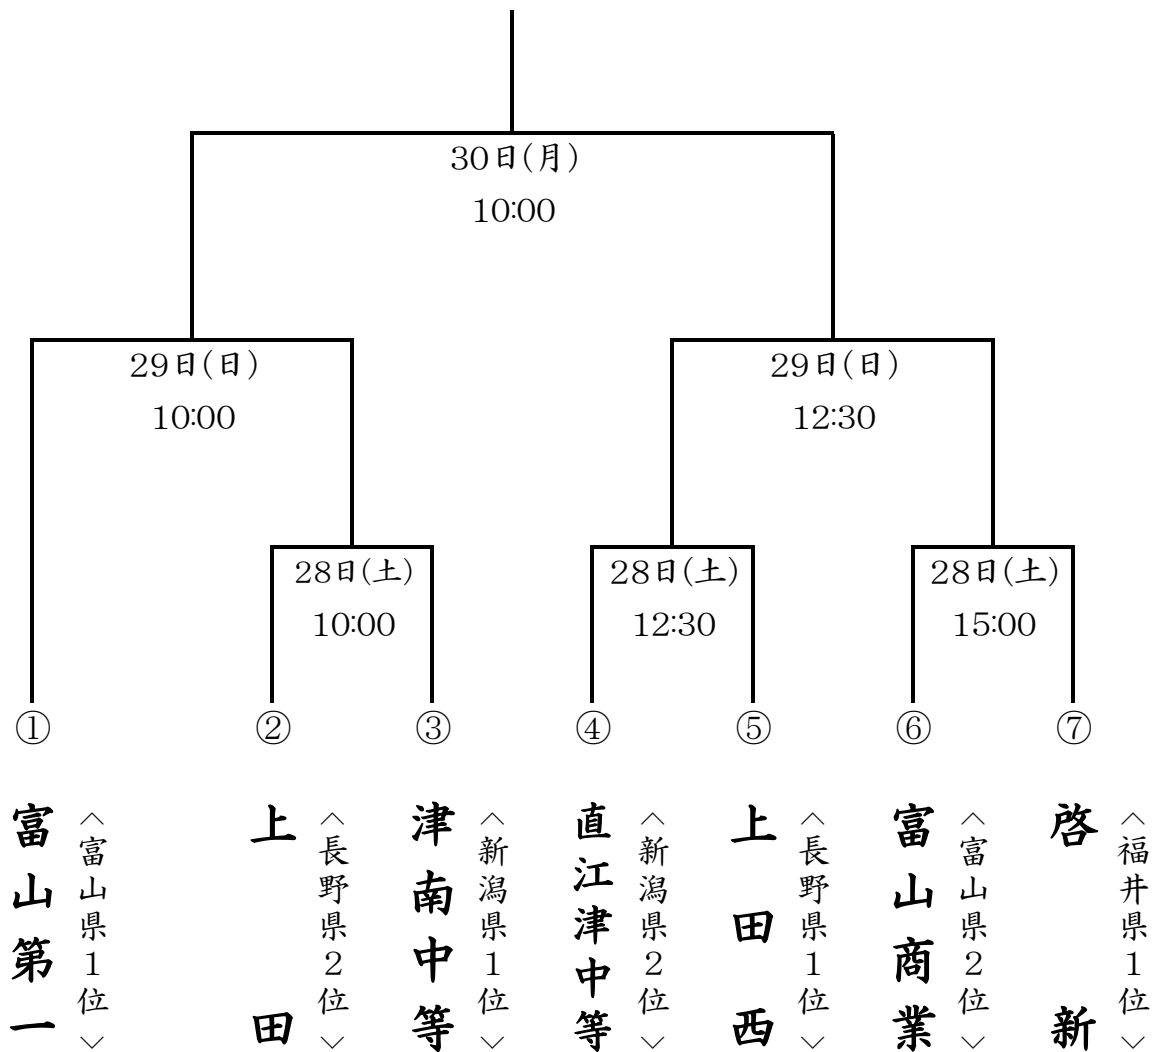 30日(月)
10:00
29日(日)
10:00
29日(日)
12:30
28日(土)
10:00
28日(土)
12:30
28日(土)
15:00
①
②
③
④
⑤
⑥
⑦
富山第一
〈富山県1位〉
上田
〈長野県2位〉
津南中等
〈新潟県1位〉
直江津中等
〈新潟県2位〉
上田西
〈長野県1位〉
富山商業
〈富山県2位〉
啓新
〈福井県1位〉